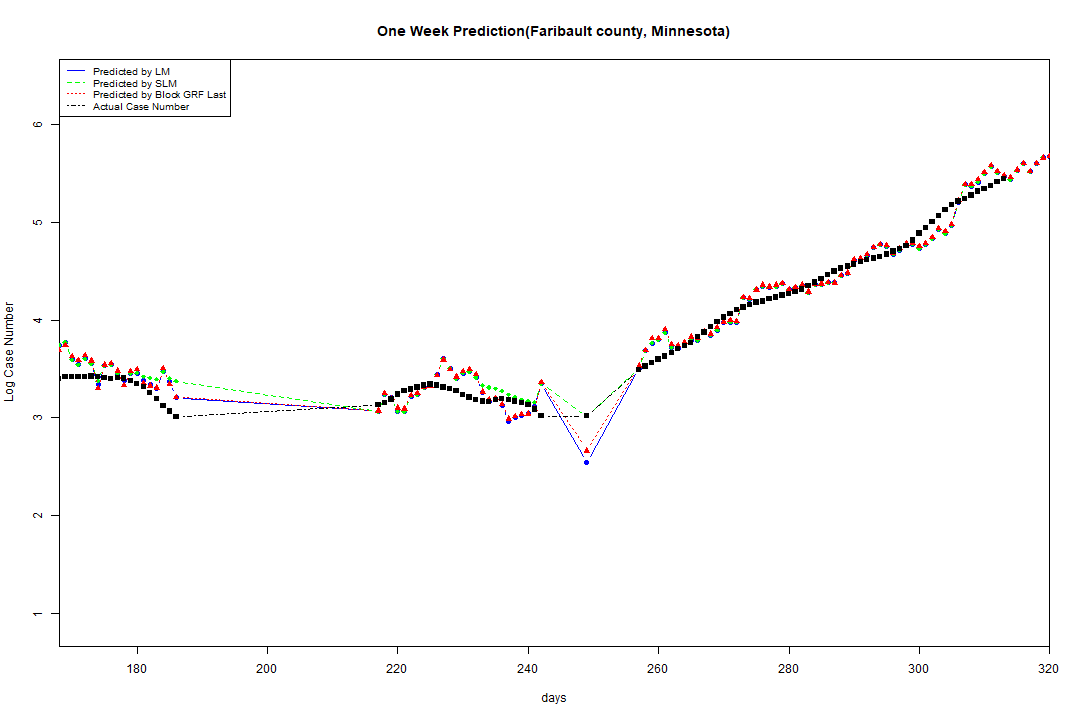 One Week Prediction(Faribault county, Minnesota)
Predicted by LM
Predicted by SLM
Predicted by Block GRF Last
Actual Case Number
Log Case Number
6
5
4
3
2
1
180 200 220 240 260 280 300 320
days